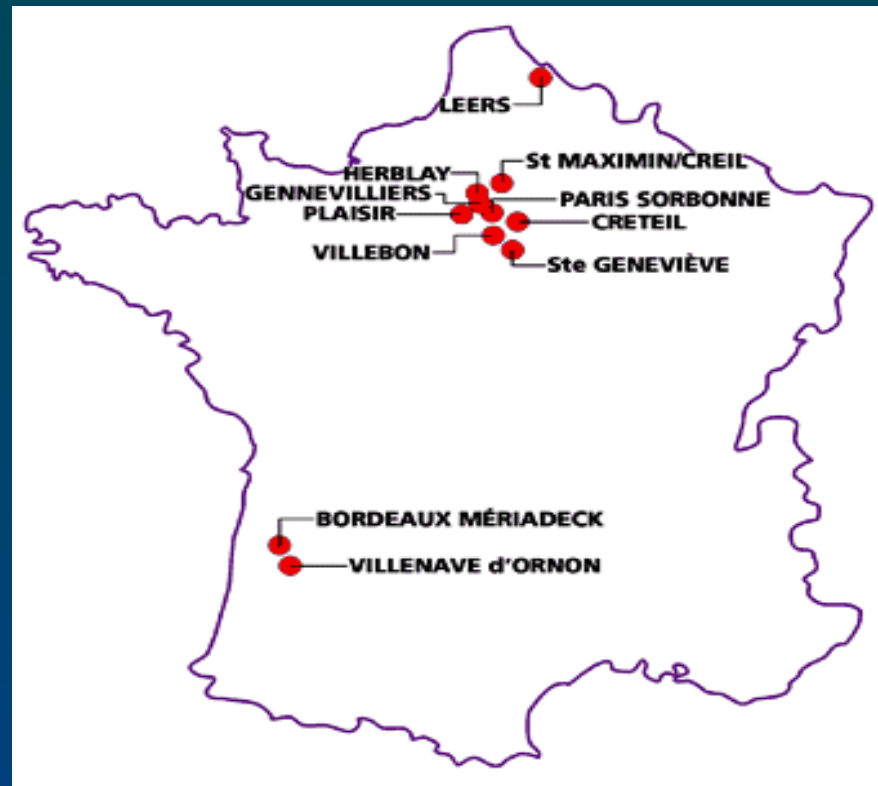 LEERS
St MAXIMIN/CREIL
HERBLAY
GENNEVILLIERS
PARIS SORBONNE
PLAISIR
CRETEIL
VILLEBON
Ste GENEVIÈVE
BORDEAUX MÉRIADECK
VILLENAVE d'ORNON